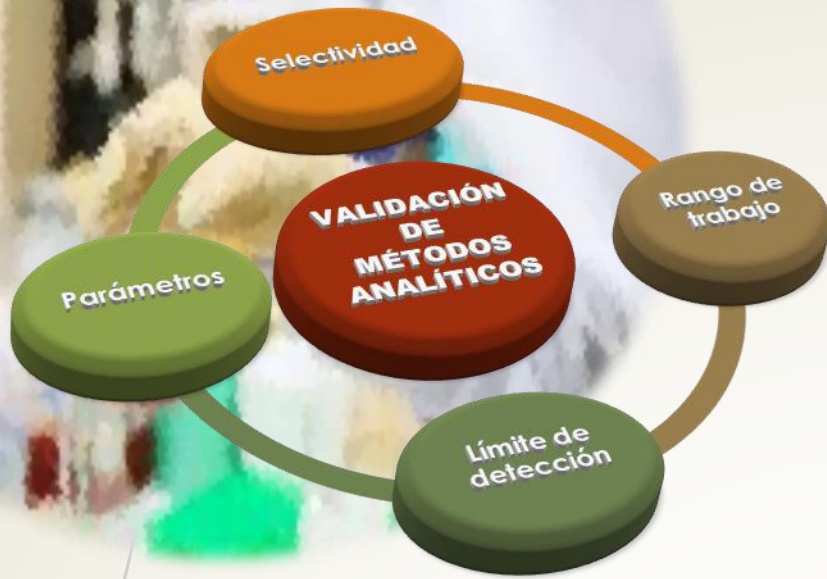 Selectividad
VALIDACIÓN
DE
MÉTODOS
ANALÍTICOS
Rango de
trabajo
Parámetros
Límite de
detección